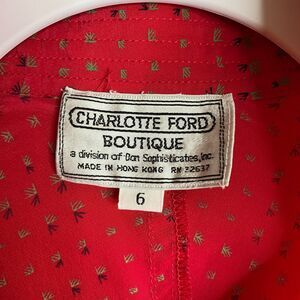 CHARLOTTE FORD
BOUTIQUE
a division of Don Sophisticates, Inc.
MADE IN HONG KONG RN 32637
6